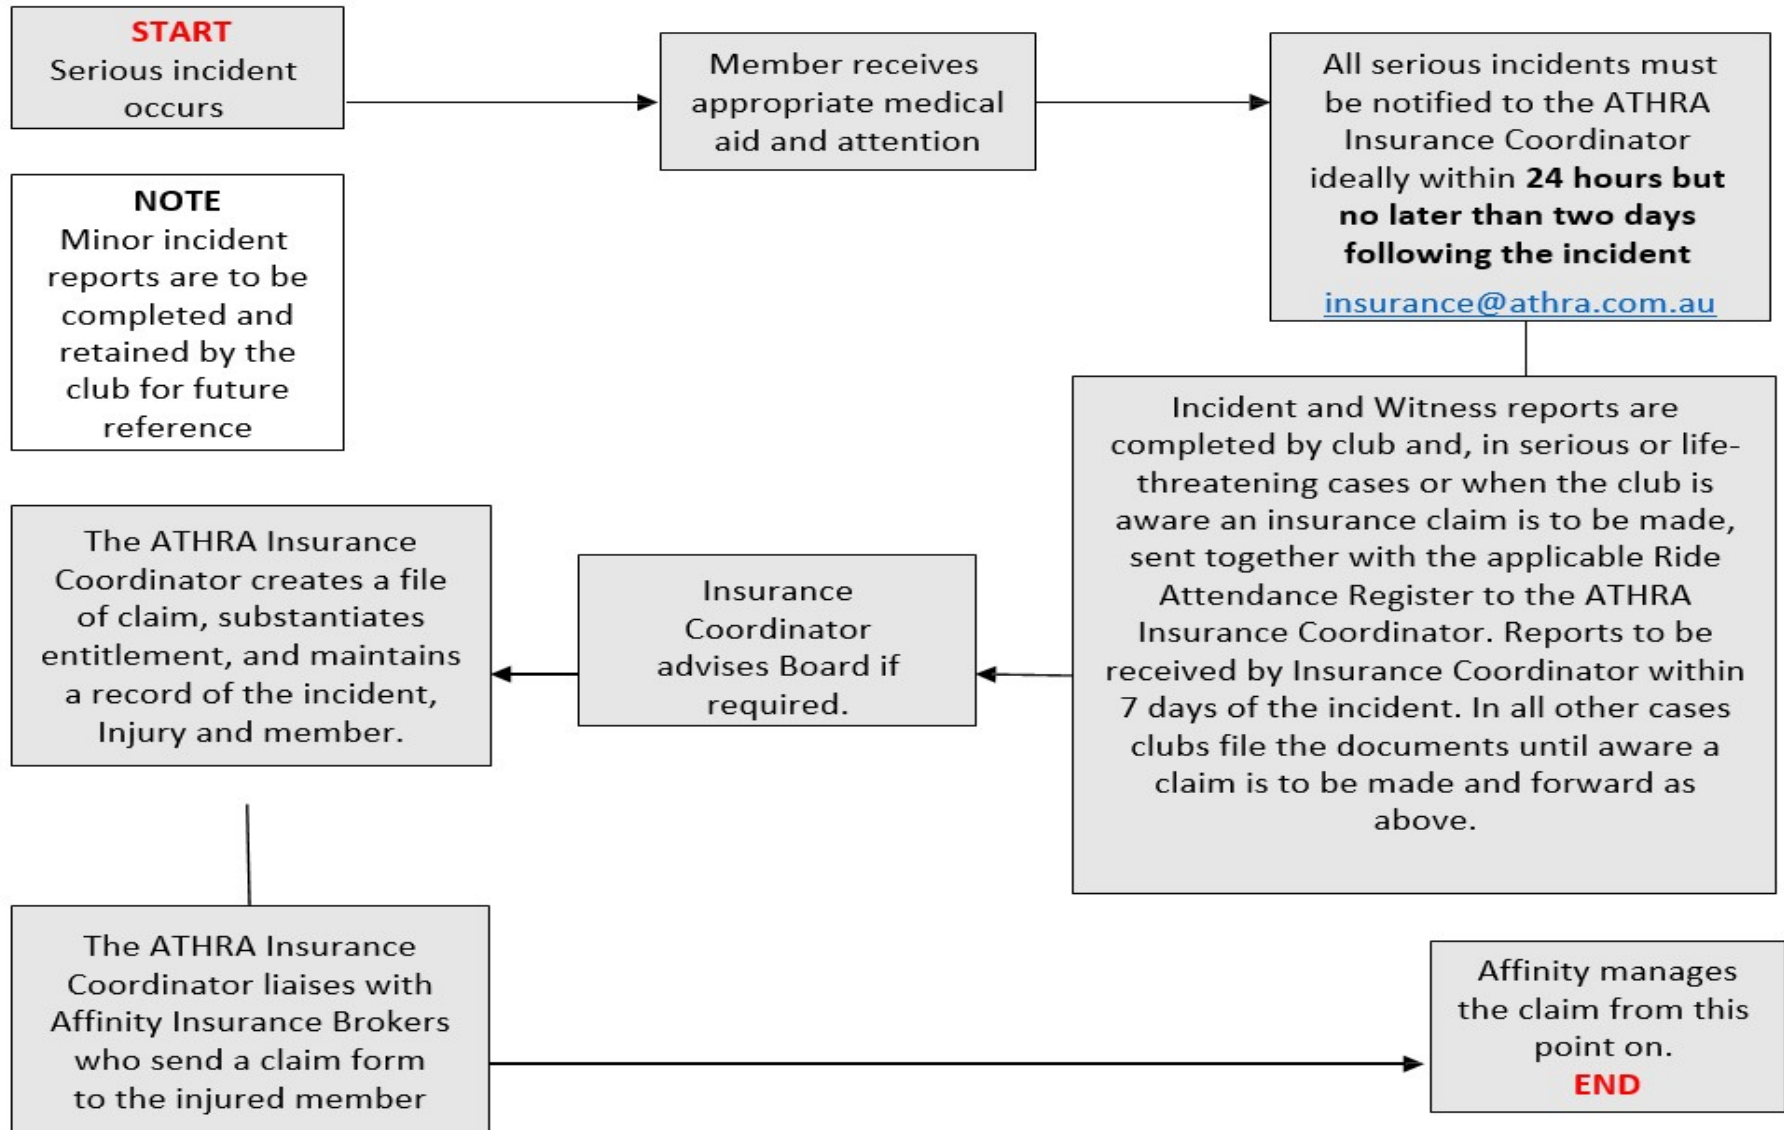 START
Serious incident
occurs
Member receives
appropriate medical
aid and attention
All serious incidents must
be notified to the ATHRA
Insurance Coordinator
ideally within 24 hours but
no later than two days
following the incident
insurance@athra.com.au
NOTE
Minor incident
reports are to be
completed and
retained by the
club for future
reference
Incident and Witness reports are
completed by club and, in serious or life-
threatening cases or when the club is
aware an insurance claim is to be made,
sent together with the applicable Ride
Attendance Register to the ATHRA
Insurance Coordinator. Reports to be
received by Insurance Coordinator within
7 days of the incident. In all other cases
clubs file the documents until aware a
claim is to be made and forward as
above.
Insurance
Coordinator
advises Board if
required.
The ATHRA Insurance
Coordinator creates a file
of claim, substantiates
entitlement, and maintains
a record of the incident,
Injury and member.
The ATHRA Insurance
Coordinator liaises with
Affinity Insurance Brokers
who send a claim form
to the injured member
Affinity manages
the claim from this
point on.
END